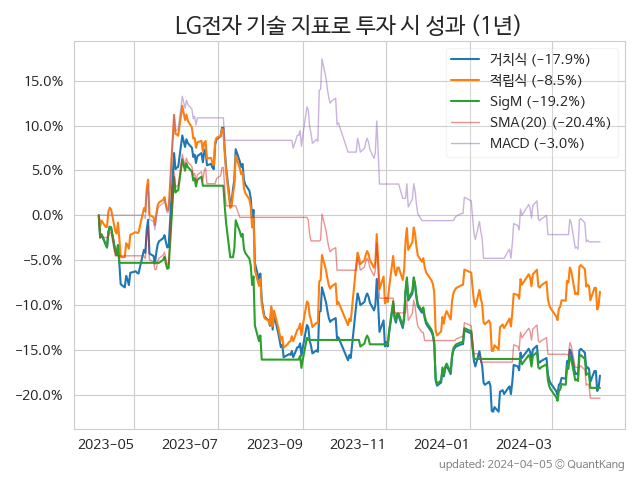 LG전자 기술 지표로 투자 시 성과 (1년)
거치식 (−17.9%)
적립식 (−8.5%)
SigM (−19.2%)
SMA(20) (−20.4%)
MACD (−3.0%)
15.0%
10.0%
5.0%
0.0%
−5.0%
−10.0%
−15.0%
−20.0%
2023-05 2023-07 2023-09 2023-11 2024-01 2024-03
updated: 2024-04-05 © QuantKang